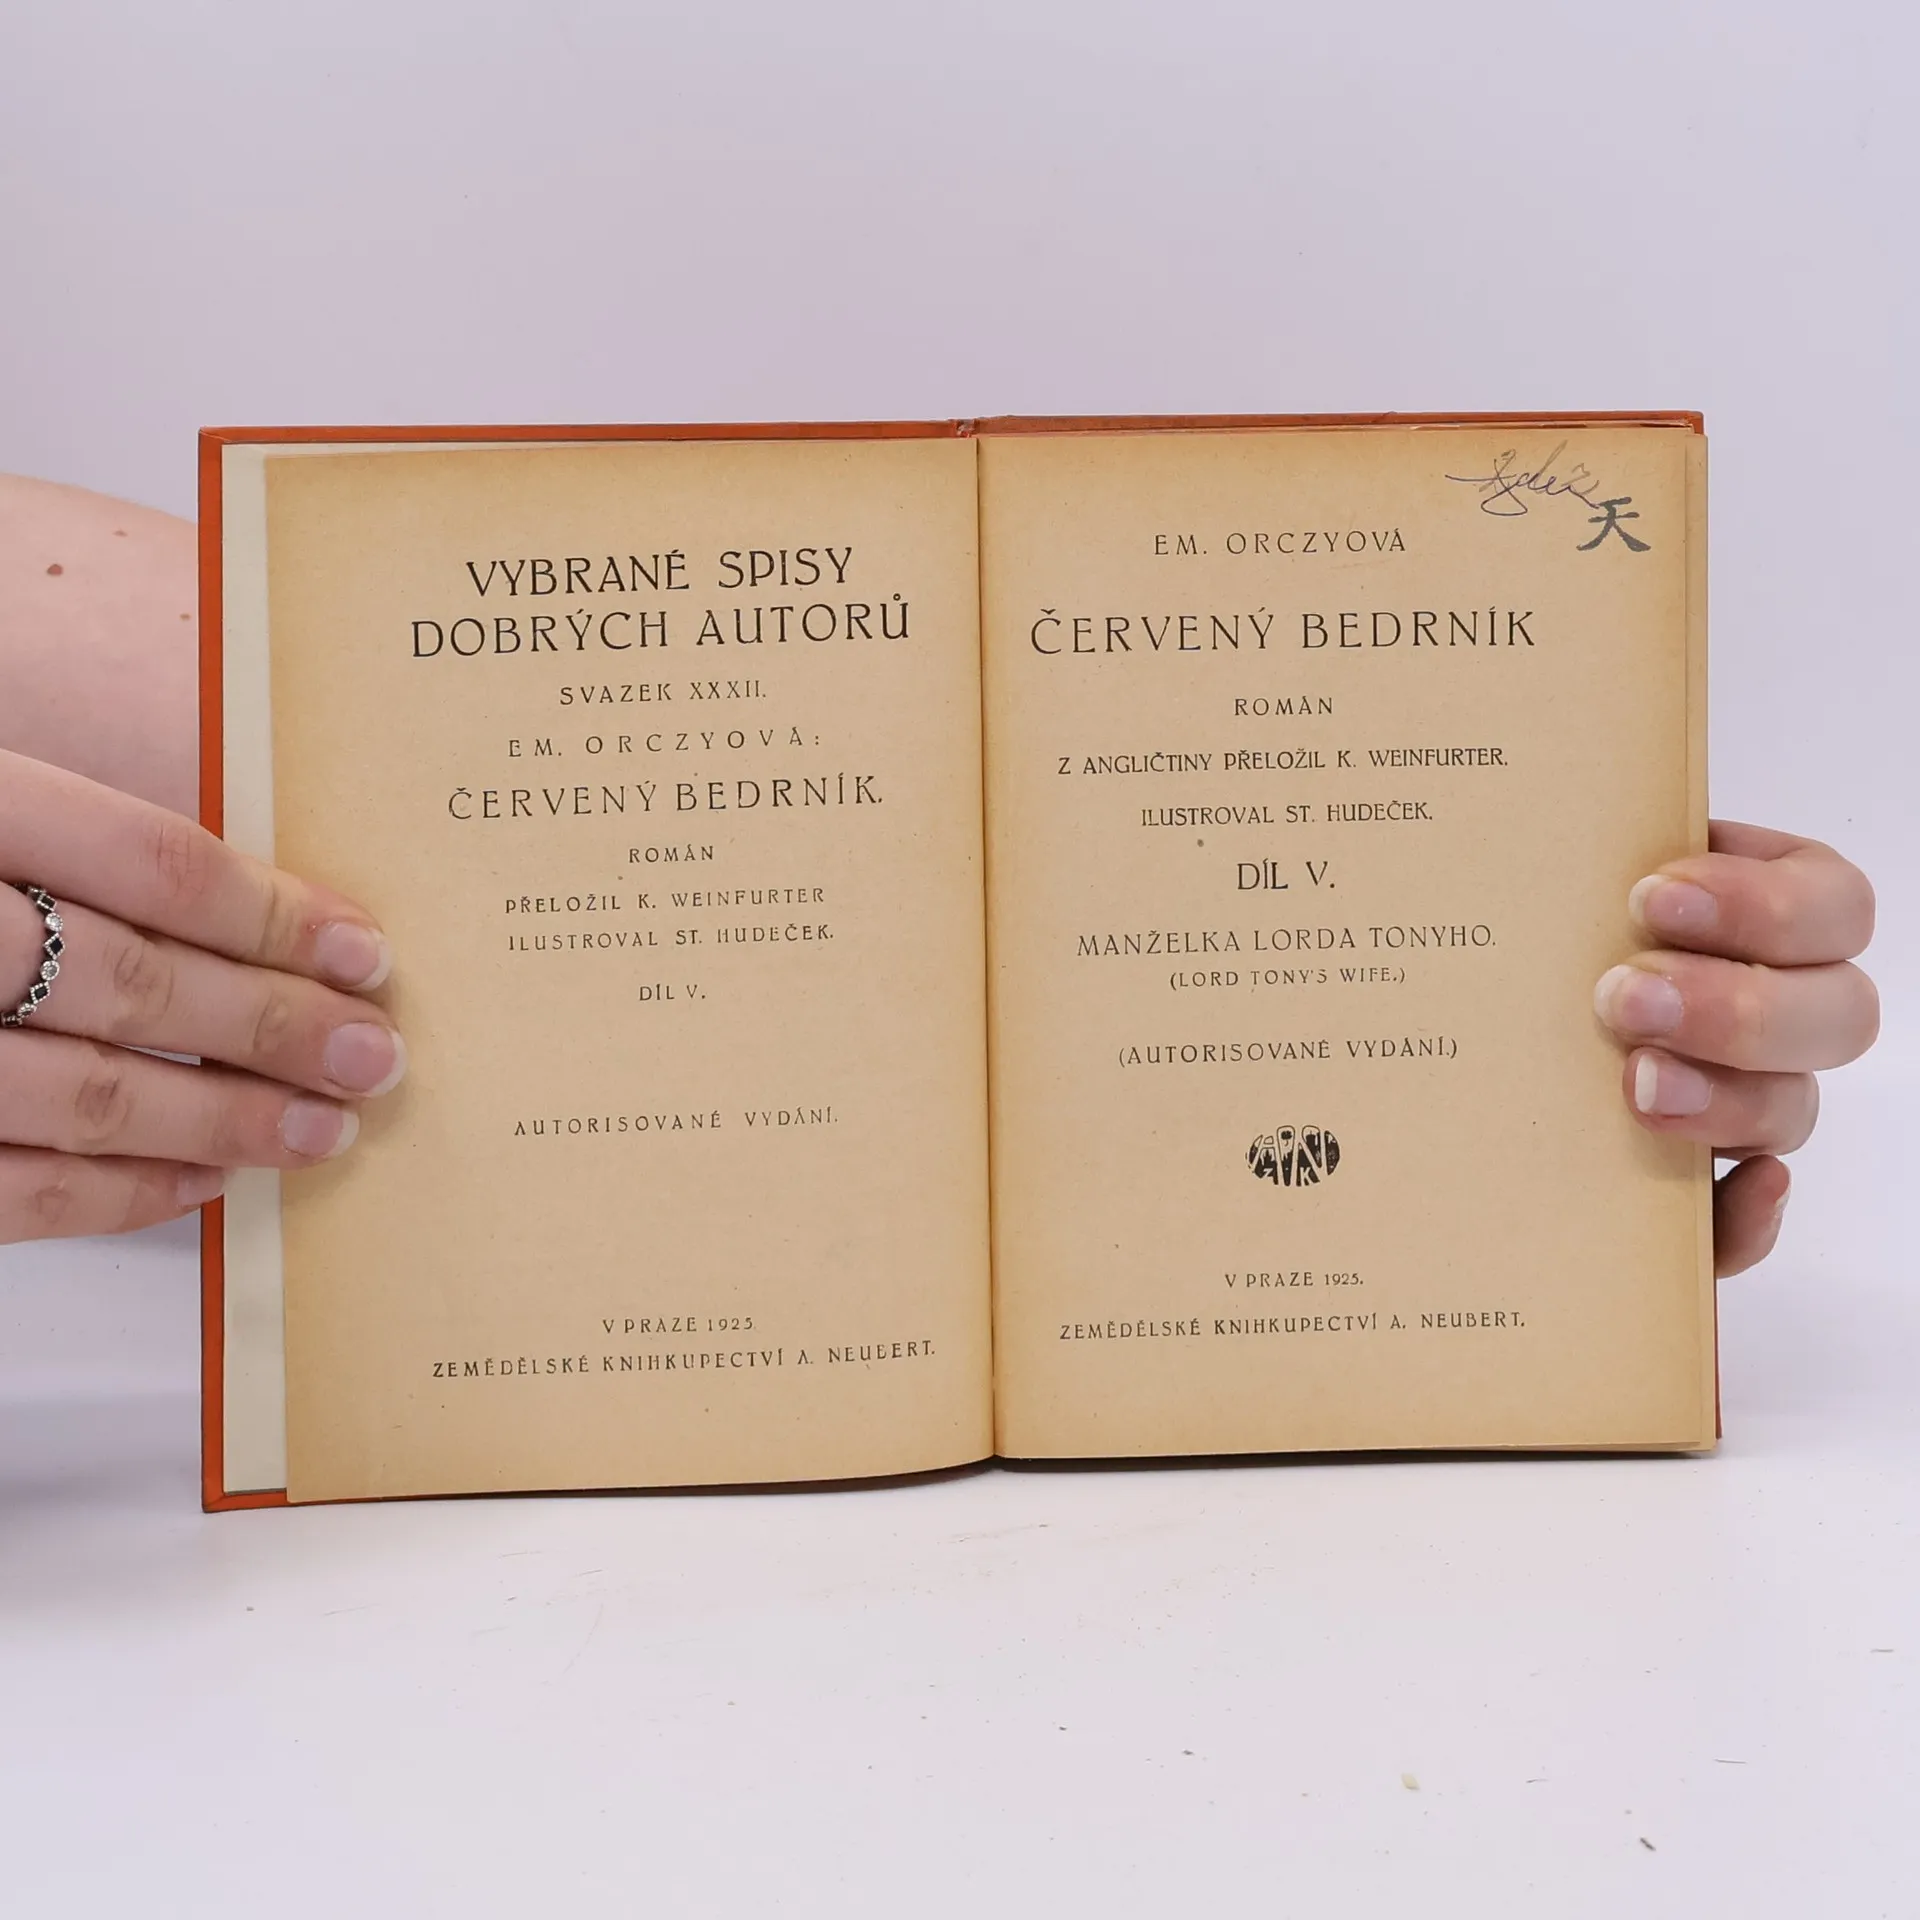 VYBRANÉ SPISY
DOBRÝCH AUTORŮ
SVAZEK XXXII.
EM. ORCZYOVÁ:
ČERVENÝ BEDRNÍK.
ROMÁN
PŘELOŽIL K. WEINFURTER
ILUSTROVAL ST. HUDEČEK.
DÍL V.
AUTORISOVANÉ VYDÁNÍ.
V PRAZE 1925
ZEMĚDĚLSKÉ KNIHKUPECTVÍ A. NEUBERT.
天
EM. ORCZYOVÁ
ČERVENÝ BEDRNÍK
ROMÁN
Z ANGLIČTINY PŘELOŽIL K. WEINFURTER.
ILUSTROVAL ST. HUDEČEK.
DÍL V.
MANŽELKA LORDA TONYHO.
(LORD TONY'S WIFE.)
(AUTORISOVANÉ VYDÁNÍ.)
V PRAZE 1925.
ZEMĚDĚLSKÉ KNIHKUPECTVÍ A. NEUBERT.